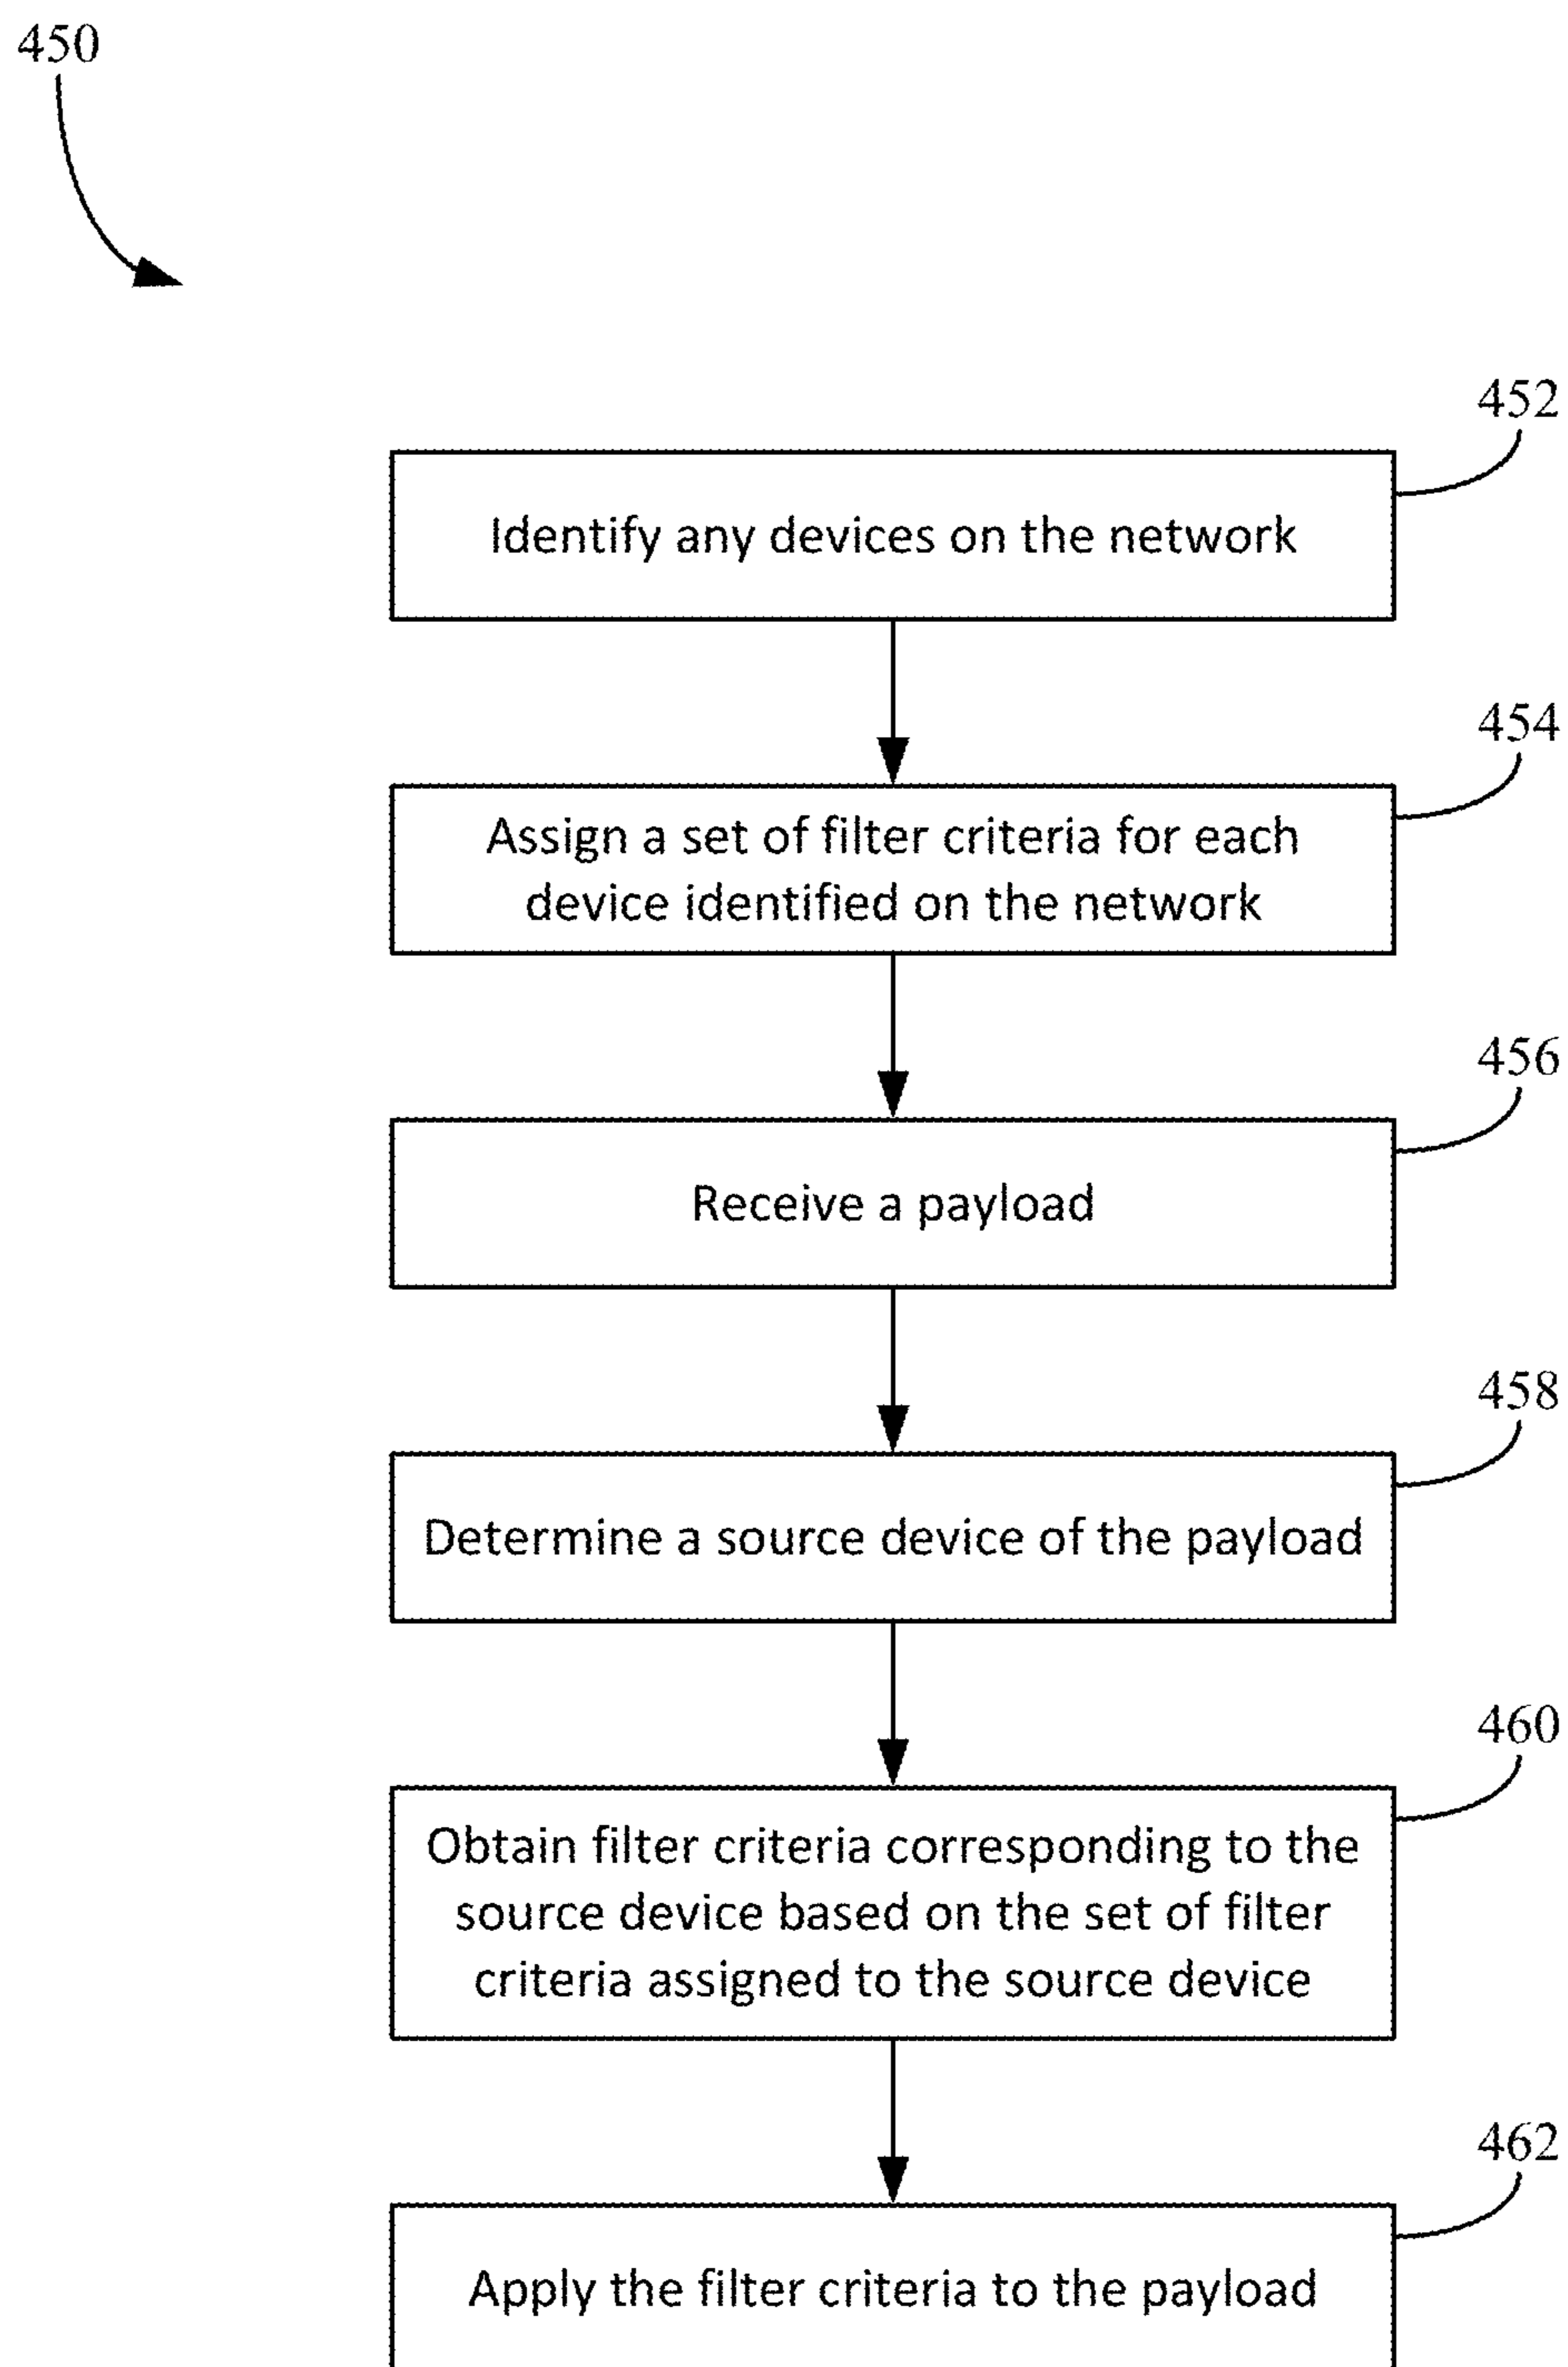 450
452
Identify any devices on the network
454
Assign a set of filter criteria for each
device identified on the network
456
Receive a payload
458
Determine a source device of the payload
460
Obtain filter criteria corresponding to the
source device based on the set of filter
criteria assigned to the source device
462
Apply the filter criteria to the payload